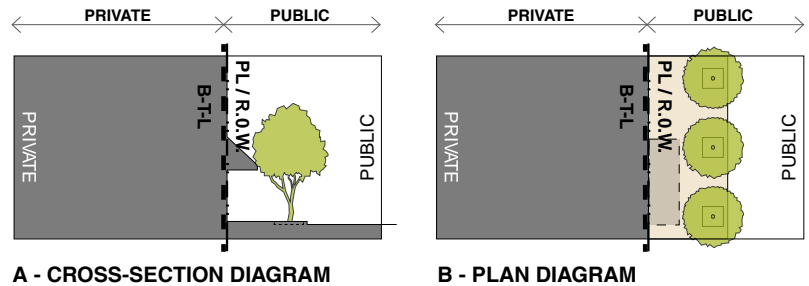 PRIVATE PUBLIC
PRIVATE
B-T-L
PL / R.O.W.
PUBLIC
A - CROSS-SECTION DIAGRAM
PRIVATE PUBLIC
PRIVATE
B-T-L
PL / R.O.W.
PUBLIC
B - PLAN DIAGRAM